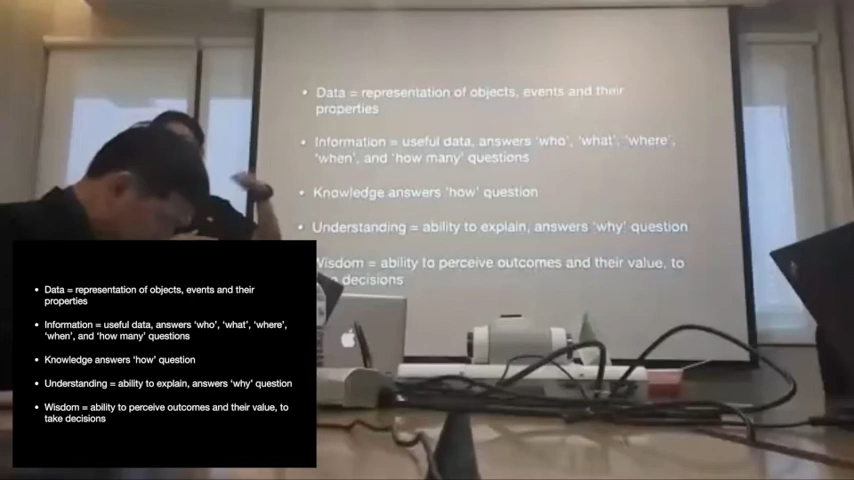 • Data = representation of objects, events and their
properties
• Information = useful data, answers 'who', 'what', 'where',
'when', and 'how many' questions
• Knowledge answers 'how' question
• Understanding = ability to explain, answers 'why' question
Wisdom = ability to perceive outcomes and their value, to
decisions
• Data = representation of objects, events and their
properties
• Information = useful data, answers 'who', 'what', 'where',
'when', and 'how many' questions
• Knowledge answers 'how' question
• Understanding = ability to explain, answers 'why' question
• Wisdom = ability to perceive outcomes and their value, to
take decisions